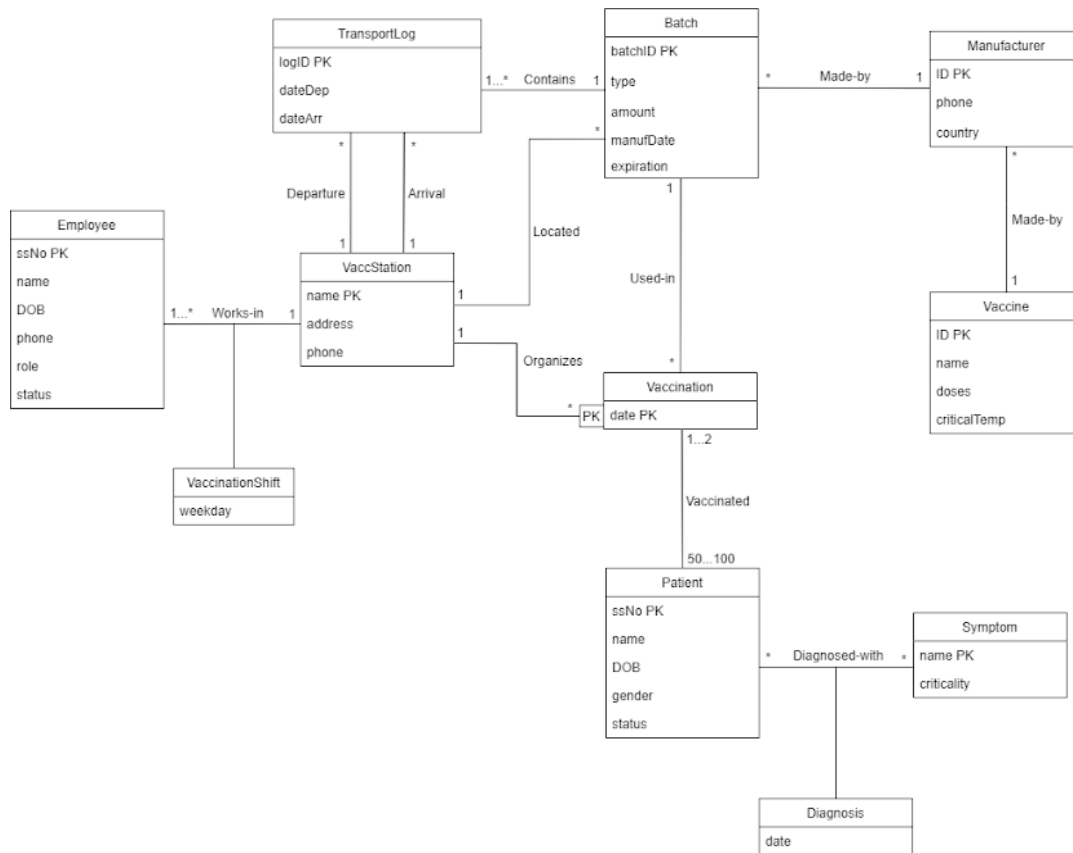 TransportLog
logID PK
dateDep
dateArr
1...* Contains 1
Batch
batchID PK
type
amount
manufDate
expiration
* Made-by 1
Manufacturer
ID PK
phone
country
* *
Departure Arrival
1 1
*
Located
1
1
Used-in
*
*
Made-by
1
Employee
ssNo PK
name
DOB
phone
role
status
1...* Works-in 1
VaccStation
name PK
address
phone
1
Organizes
*
PK
Vaccination
date PK
Vaccine
ID PK
name
doses
criticalTemp
VaccinationShift
weekday
1...2
Vaccinated
50...100
Patient
ssNo PK
name
DOB
gender
status
* Diagnosed-with *
Symptom
name PK
criticality
Diagnosis
date